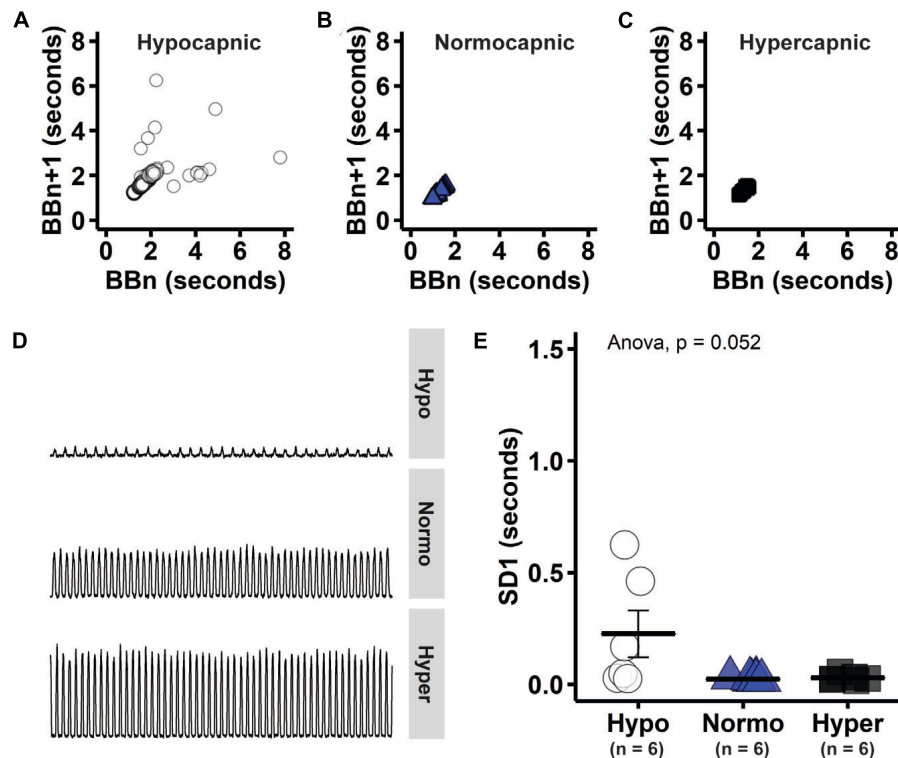 A
Hypocapnic
BBn+1 (seconds)
8
6
4
2
0
0 2 4 6 8
BBn (seconds)
B
Normocapnic
BBn+1 (seconds)
8
6
4
2
0
0 2 4 6 8
BBn (seconds)
C
Hypercapnic
BBn+1 (seconds)
8
6
4
2
0
0 2 4 6 8
BBn (seconds)
D
Hypo
Normo
Hyper
E
Anova, p = 0.052
SD1 (seconds)
1.5
1.0
0.5
0.0
Hypo Normo Hyper
(n = 6) (n = 6) (n = 6)